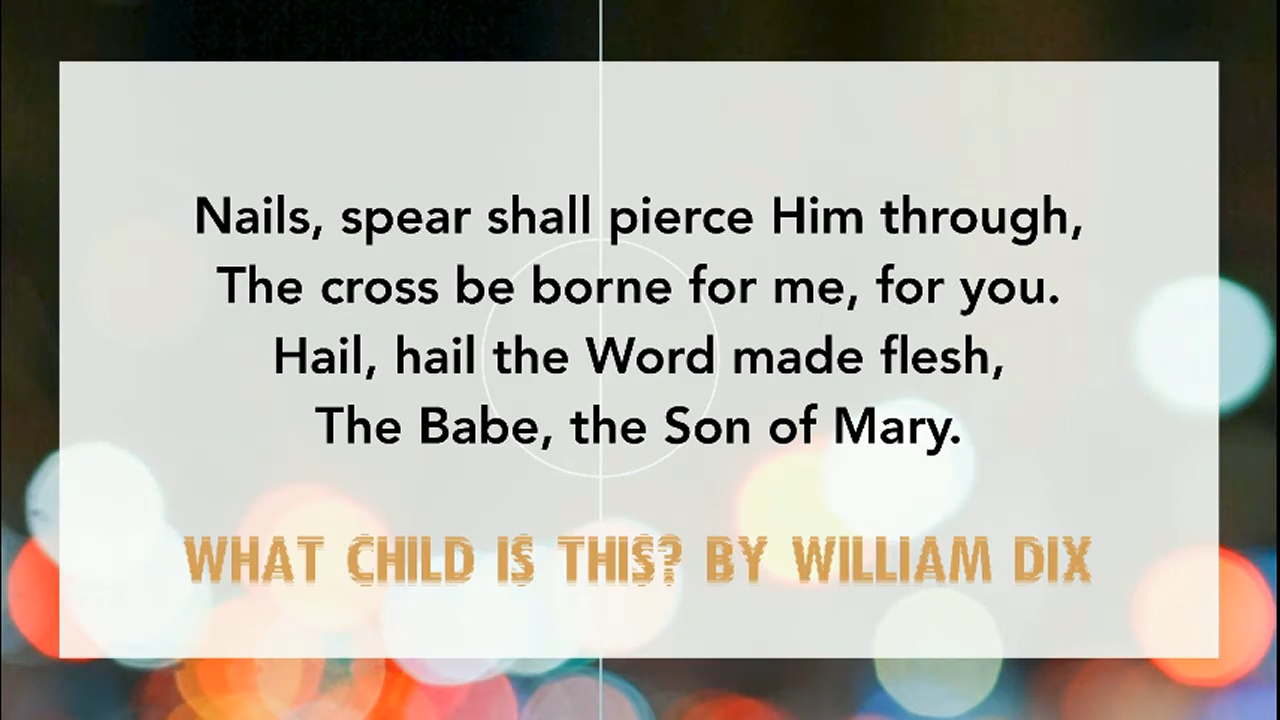 Nails, spear shall pierce Him through,
The cross be borne for me, for you.
Hail, hail the Word made flesh,
The Babe, the Son of Mary.
WHAT CHILD IS THIS? BY WILLIAM DIX